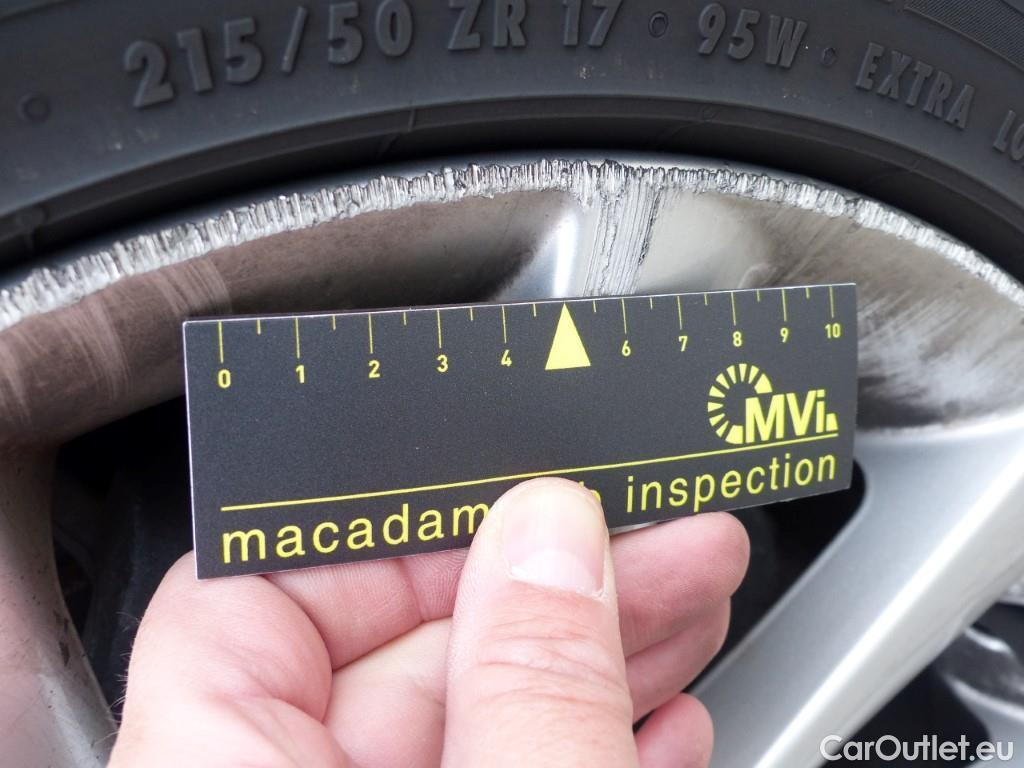 215/50 ZR 17 · 95W · EXTRA
0 1 2 3 4 6 7 8 9 10
MVi
macadam inspection
CarOutlet.eu